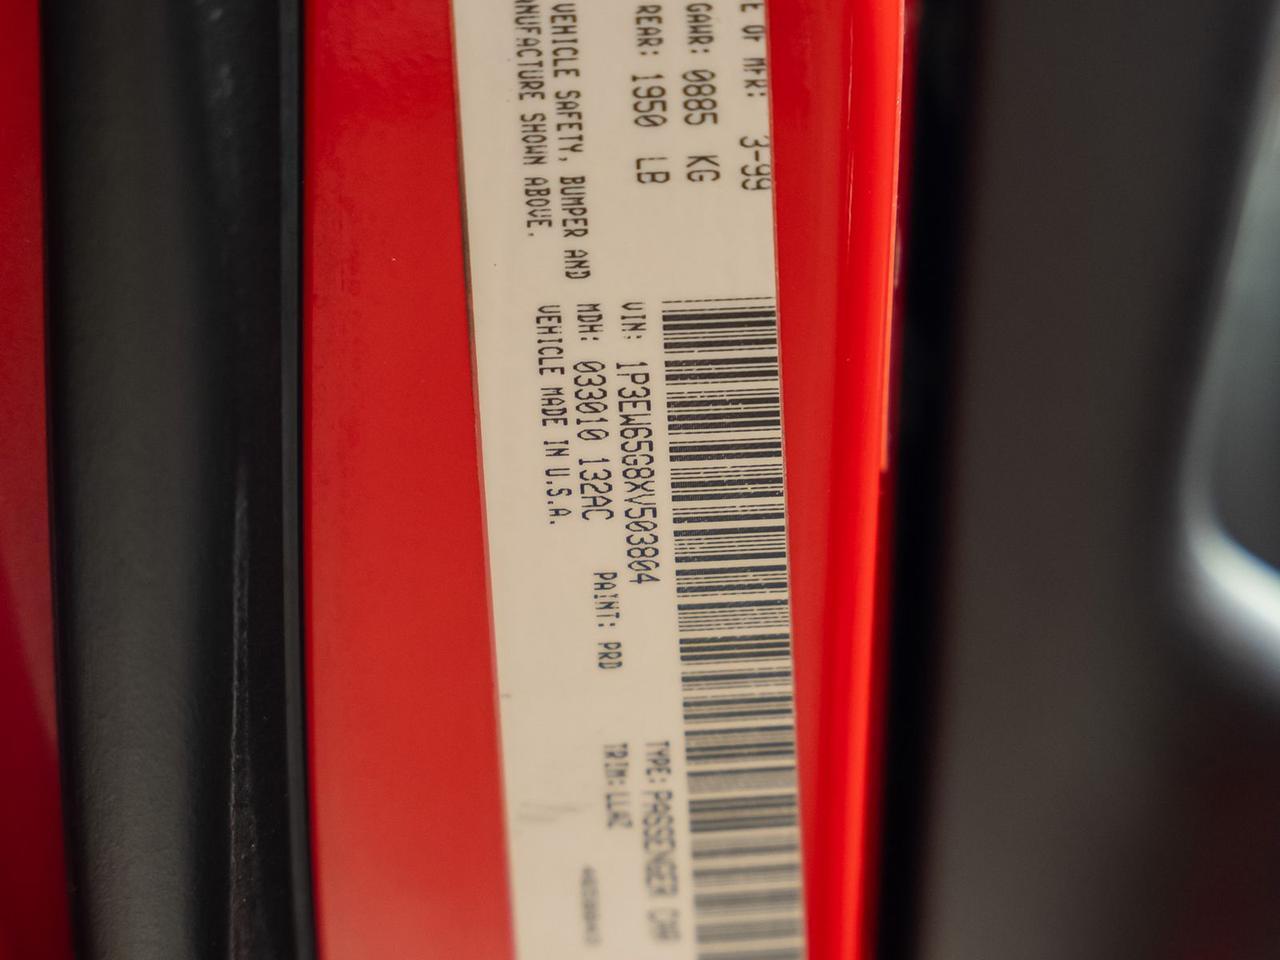 E OF MFR: 3-99
GAWR: 0885 KG
REAR: 1950 LB
VEHICLE SAFETY, BUMPER AND
NUFACTURE SHOWN ABOVE.
VIN: 1P3EW65G8XV503804
TYPE: PASSENGER CAR
MDH: 033010 132AC
PAINT: PRD
TRIM: LLAZ
VEHICLE MADE IN U.S.A.